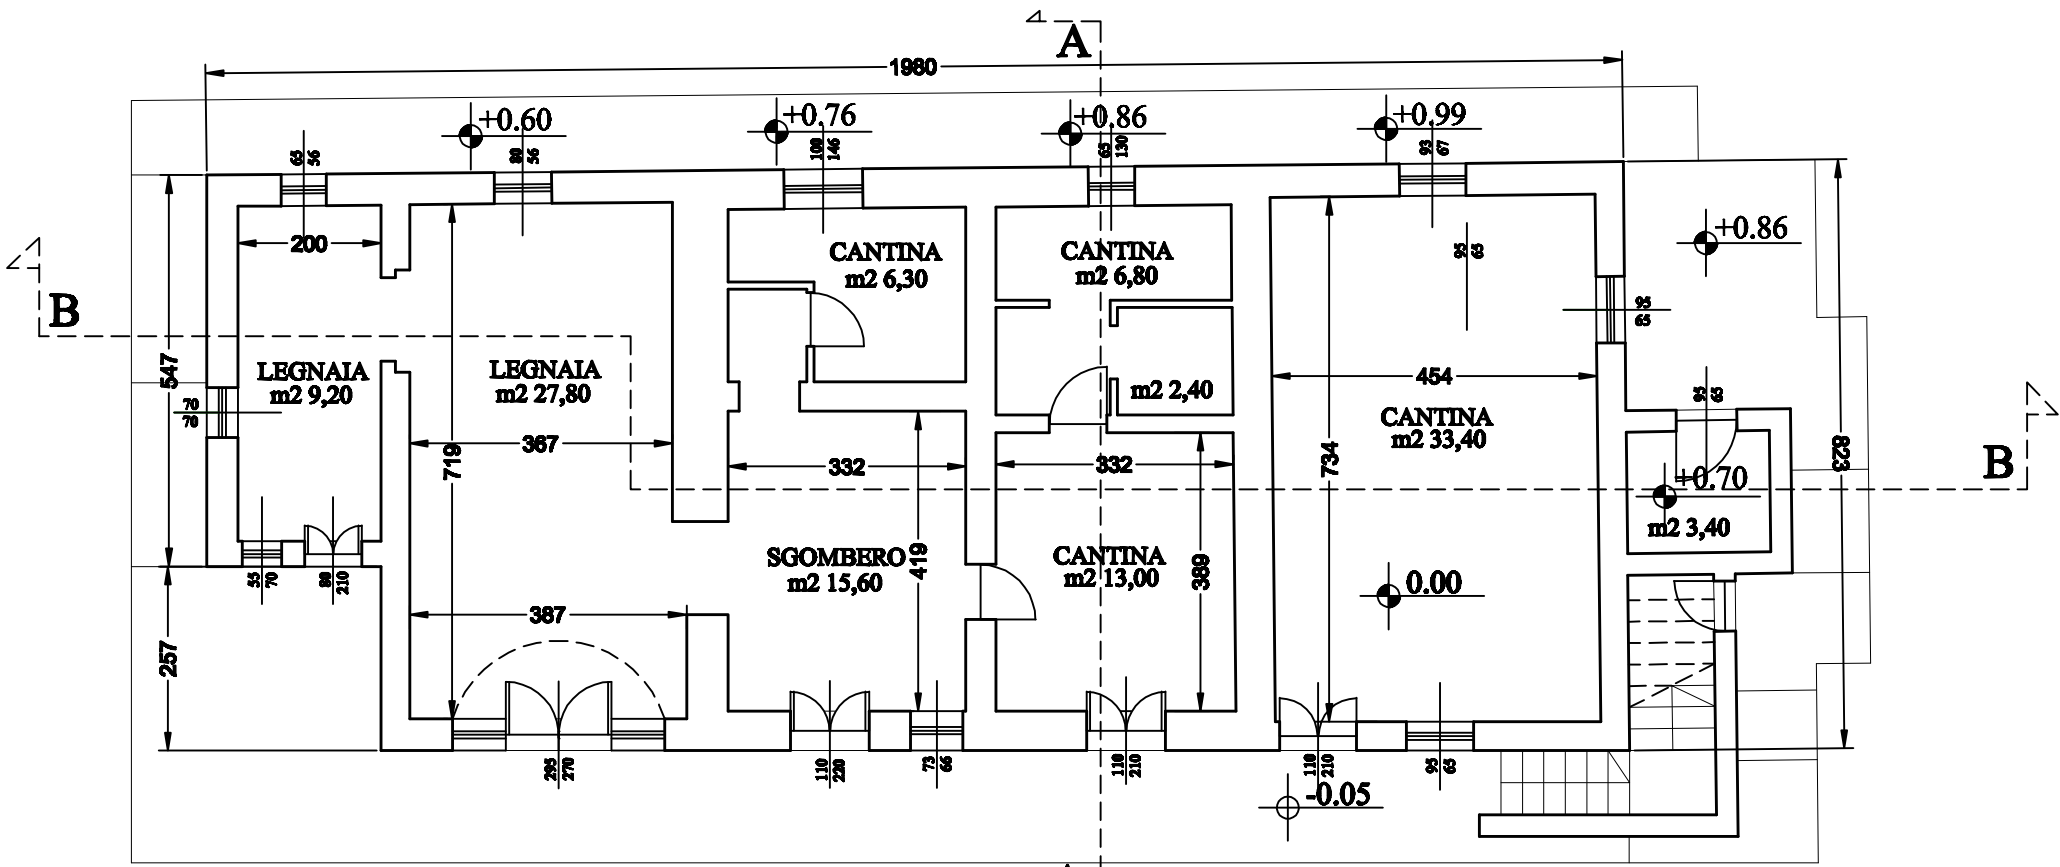 A
1980
+0.60
+0.76
+0.86
+0.99
65
56
80
56
100
146
65
130
93
67
200
CANTINA
m2 6,30
CANTINA
m2 6,80
95
65
+0.86
B
95
65
547
LEGNAIA
m2 9,20
LEGNAIA
m2 27,80
m2 2,40
454
95
65
70
70
CANTINA
m2 33,40
367
719
332
332
734
823
B
+0.70
m2 3,40
SGOMBERO
m2 15,60
419
CANTINA
m2 13,00
389
0.00
55
70
80
210
387
257
295
270
110
220
73
66
110
210
110
210
95
65
-0.05